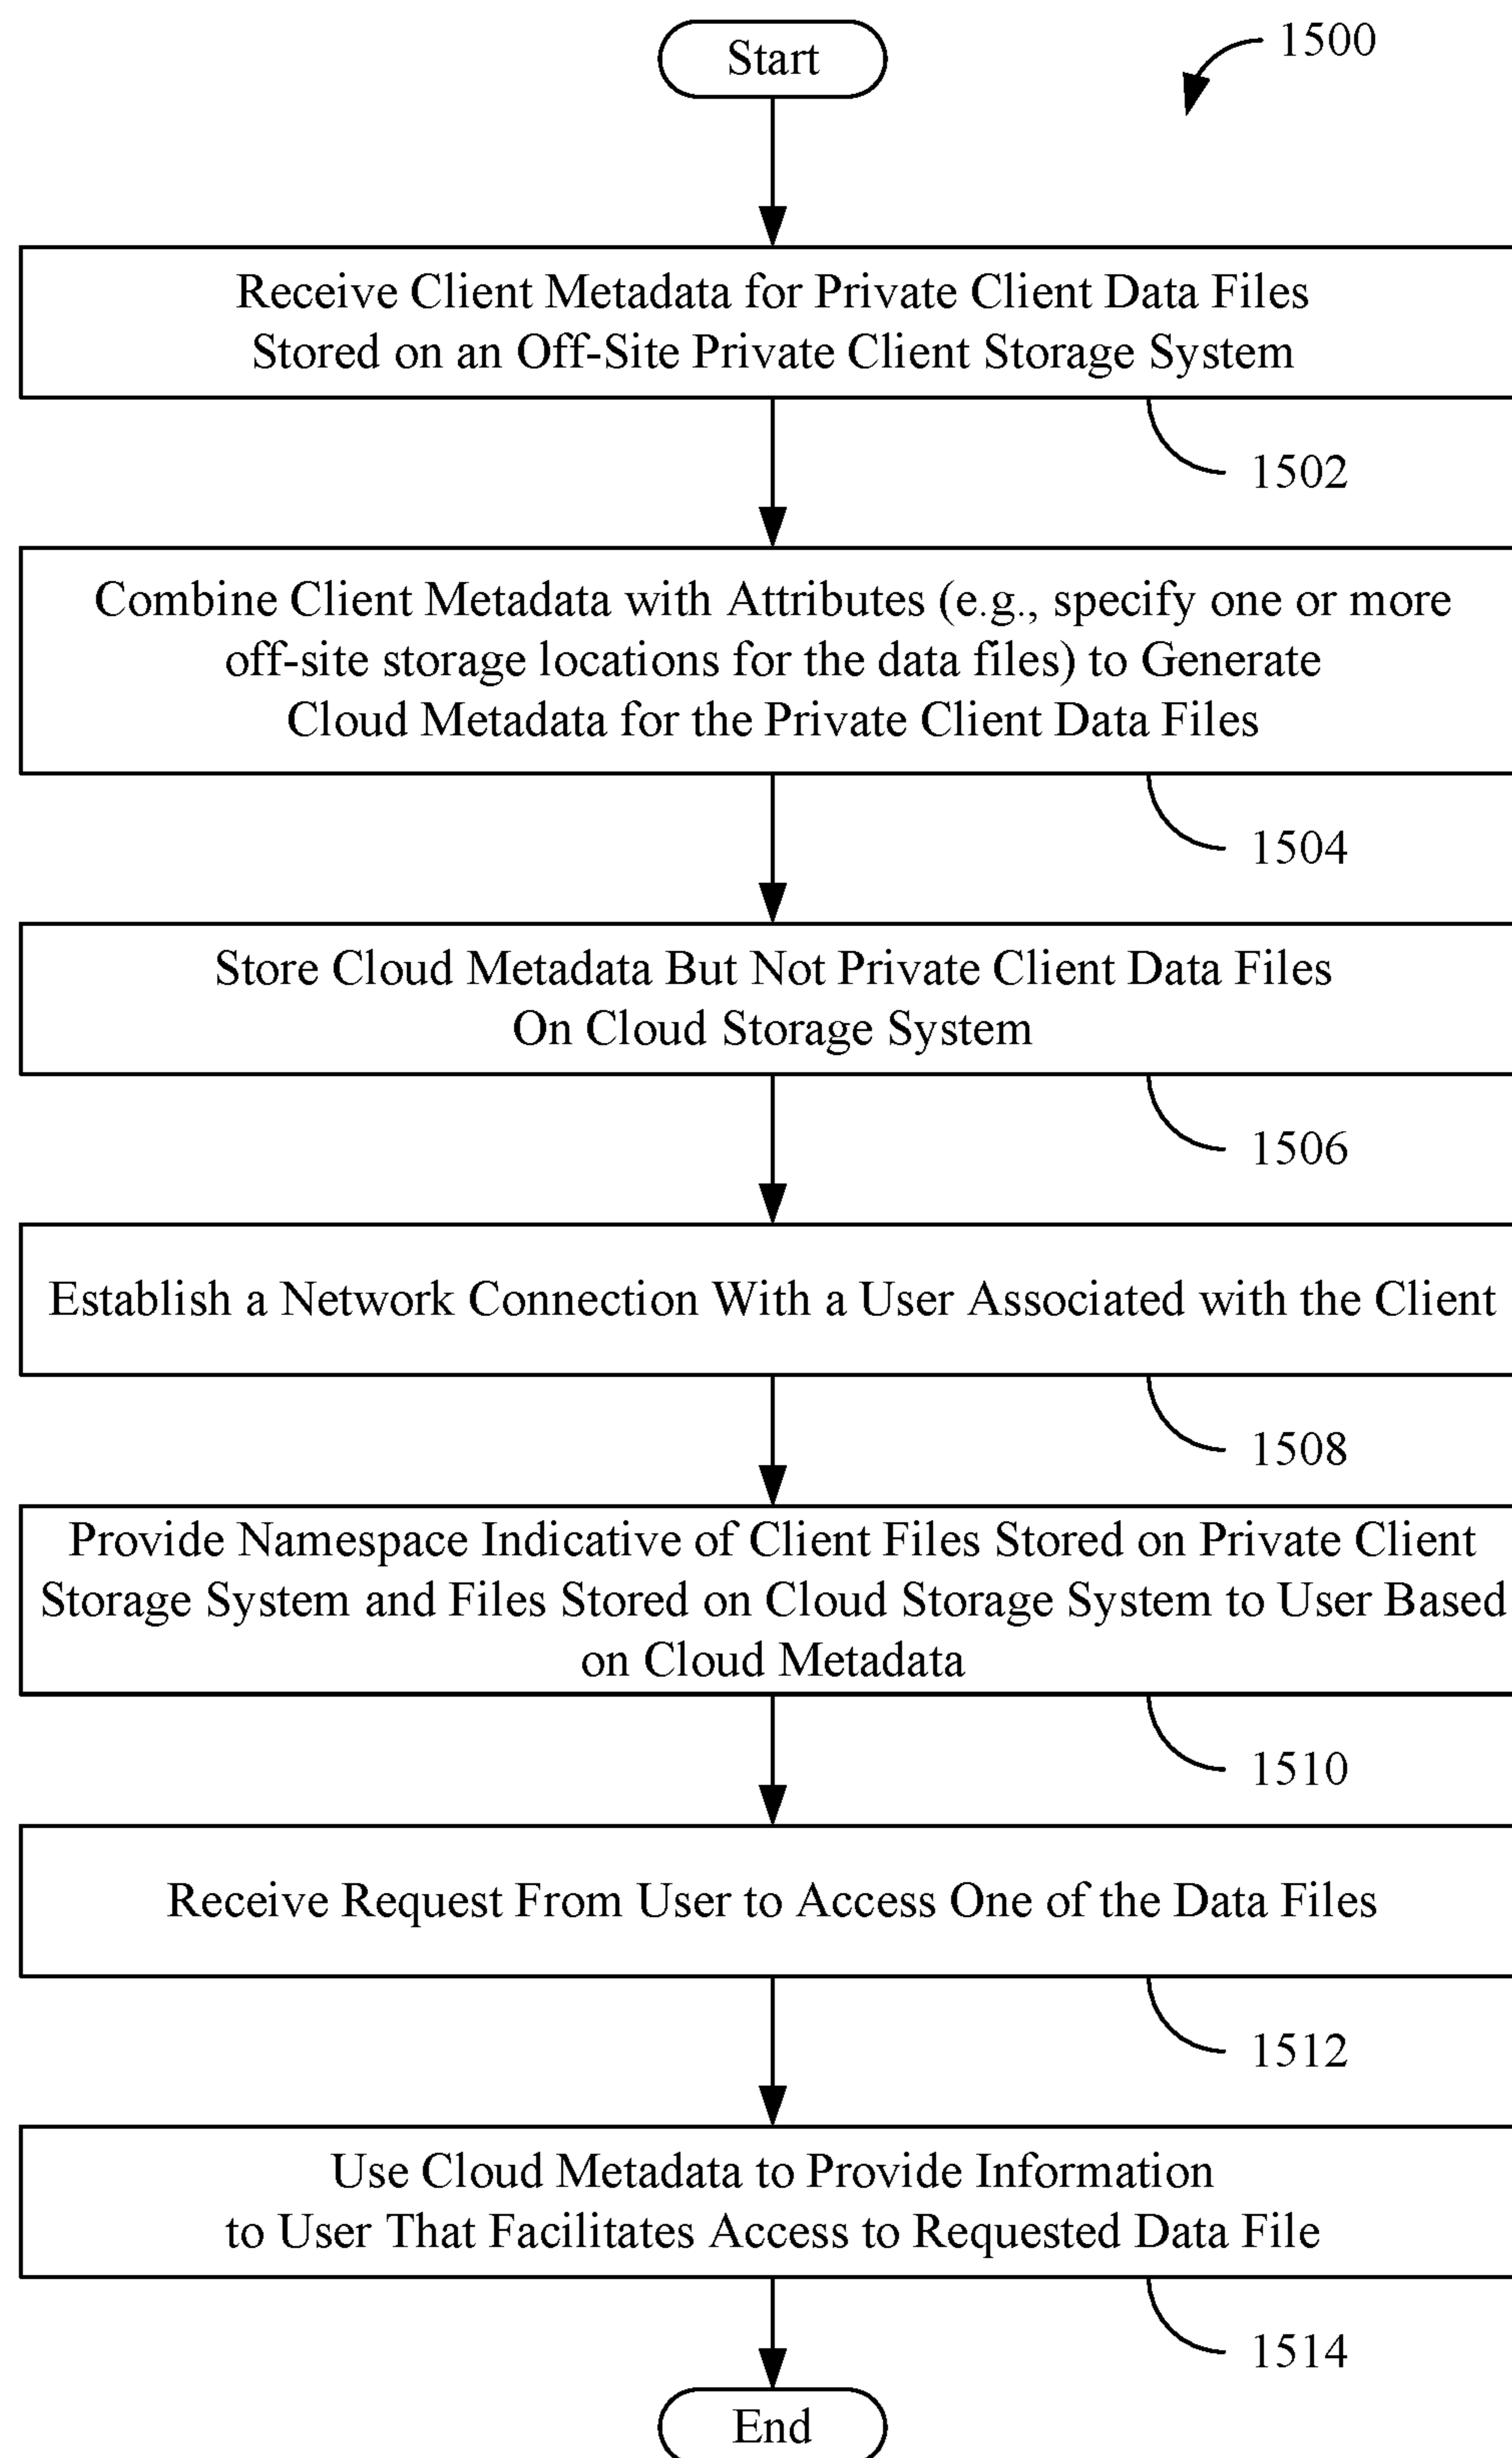 Start
1500
Receive Client Metadata for Private Client Data Files
Stored on an Off-Site Private Client Storage System
1502
Combine Client Metadata with Attributes (e.g., specify one or more
off-site storage locations for the data files) to Generate
Cloud Metadata for the Private Client Data Files
1504
Store Cloud Metadata But Not Private Client Data Files
On Cloud Storage System
1506
Establish a Network Connection With a User Associated with the Client
1508
Provide Namespace Indicative of Client Files Stored on Private Client
Storage System and Files Stored on Cloud Storage System to User Based
on Cloud Metadata
1510
Receive Request From User to Access One of the Data Files
1512
Use Cloud Metadata to Provide Information
to User That Facilitates Access to Requested Data File
1514
End